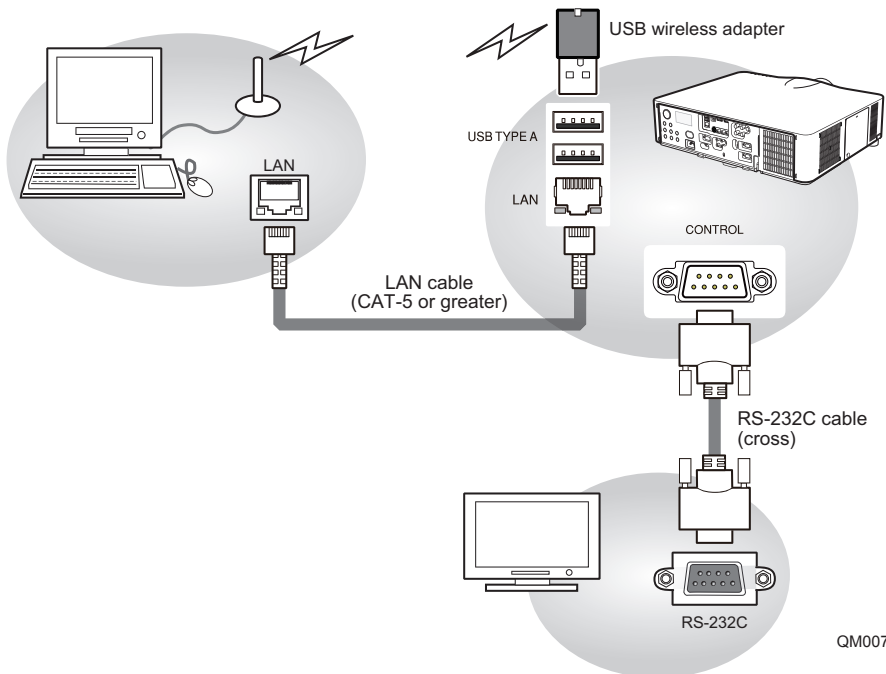 USB wireless adapter
USB TYPE A
LAN
LAN
CONTROL
LAN cable
(CAT-5 or greater)
RS-232C cable
(cross)
RS-232C
QM007